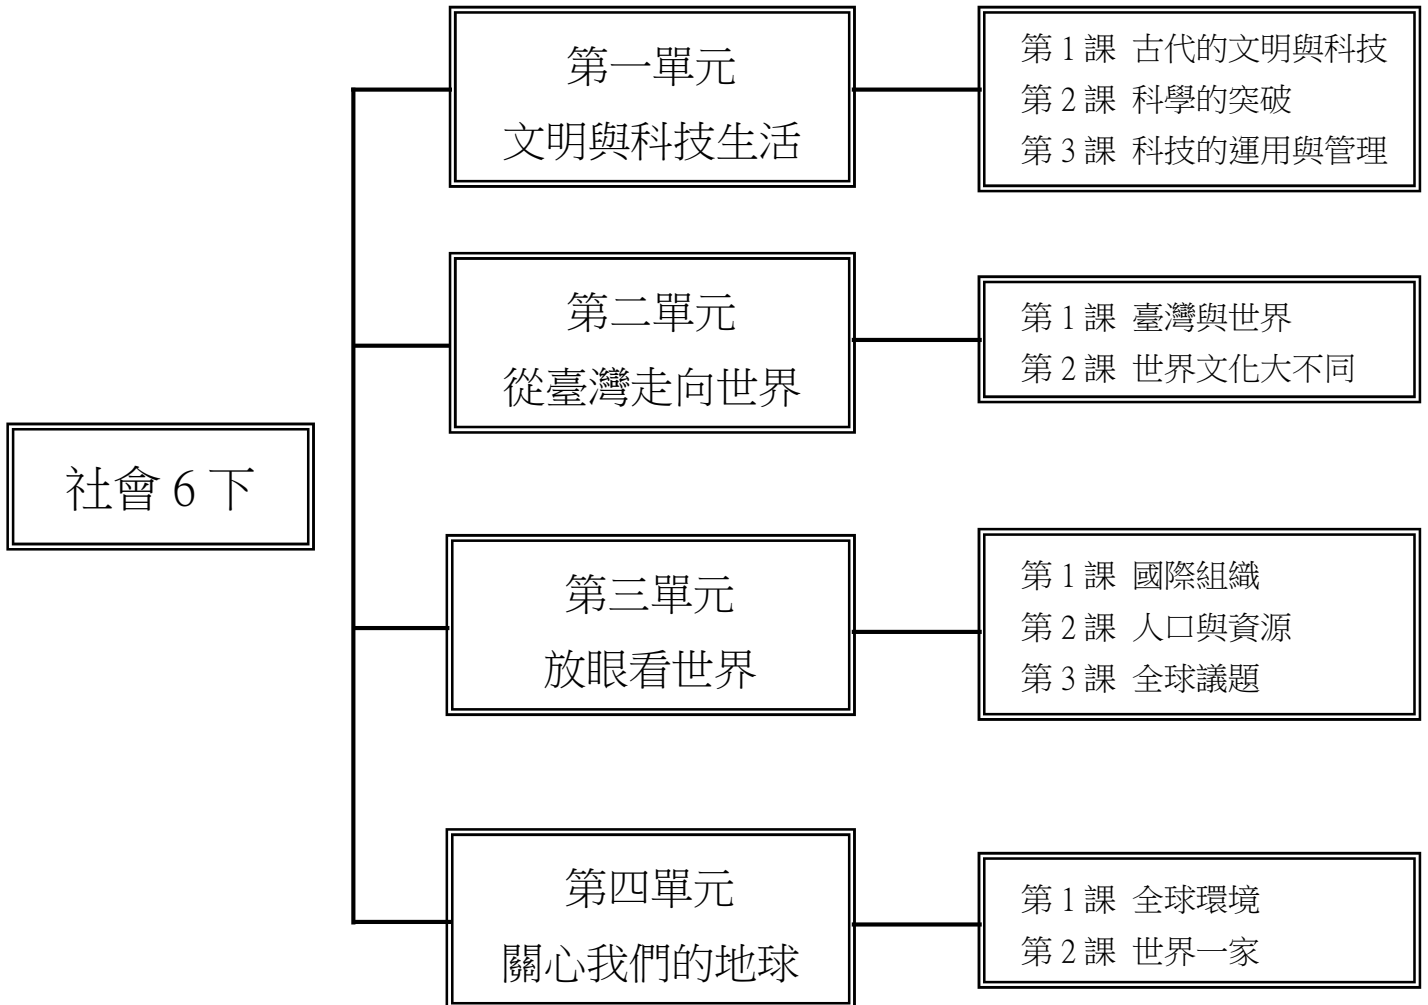 社會 6 下
第一單元
文明與科技生活
第 1 課 古代的文明與科技
第 2 課 科學的突破
第 3 課 科技的運用與管理
第二單元
從臺灣走向世界
第 1 課 臺灣與世界
第 2 課 世界文化大不同
第三單元
放眼看世界
第 1 課 國際組織
第 2 課 人口與資源
第 3 課 全球議題
第四單元
關心我們的地球
第 1 課 全球環境
第 2 課 世界一家